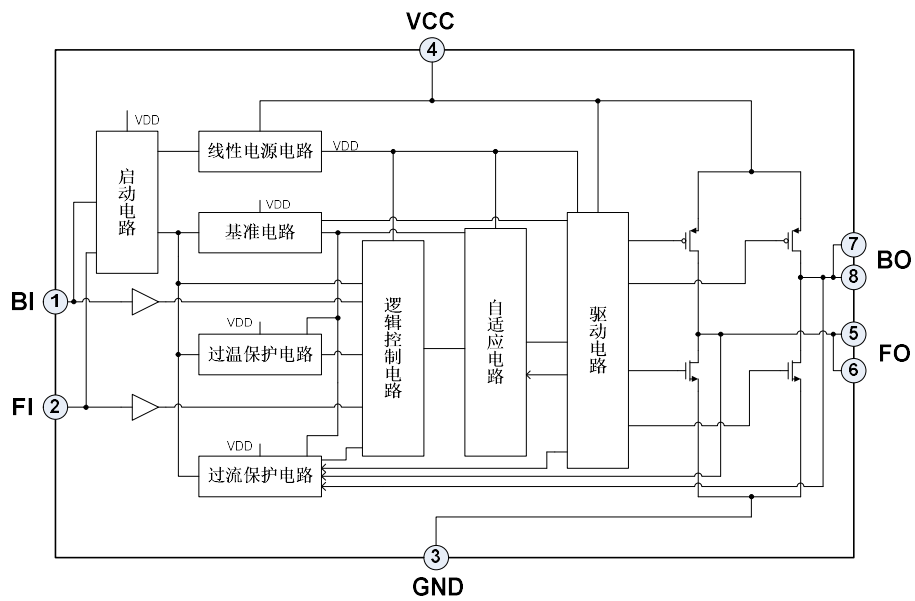 VCC
4
VDD
启动电路
线性电源电路
VDD
VDD
基准电路
BI
1
逻辑控制电路
自适应电路
驱动电路
7
8
BO
VDD
过温保护电路
5
6
FO
FI
2
VDD
过流保护电路
3
GND